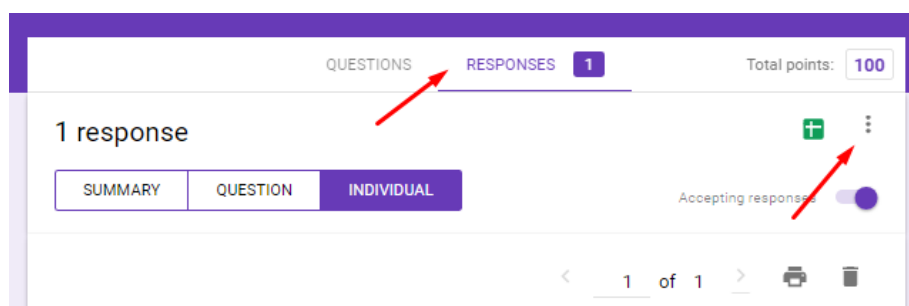 QUESTIONS RESPONSES 1 Total points: 100
1 response
SUMMARY QUESTION INDIVIDUAL Accepting responses
1 of 1